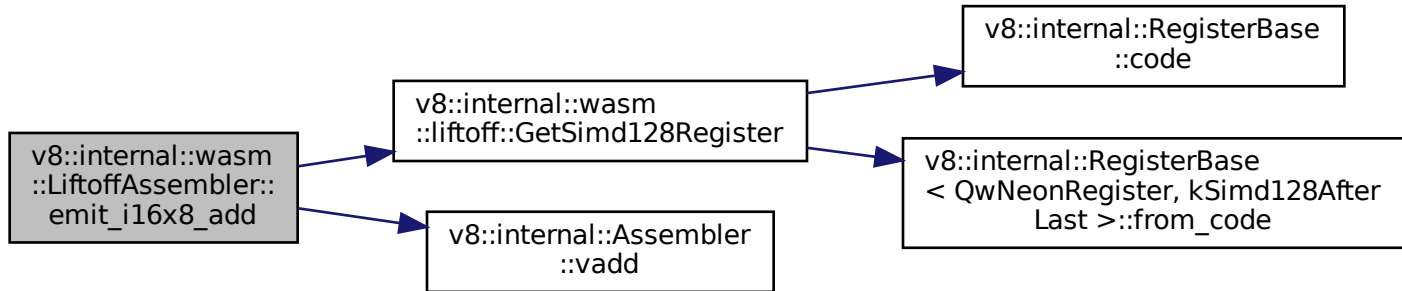 v8::internal::wasm
::LiftoffAssembler::
emit_i16x8_add
v8::internal::wasm
::liftoff::GetSimd128Register
v8::internal::RegisterBase
::code
v8::internal::RegisterBase
< QwNeonRegister, kSimd128After
Last >::from_code
v8::internal::Assembler
::vadd